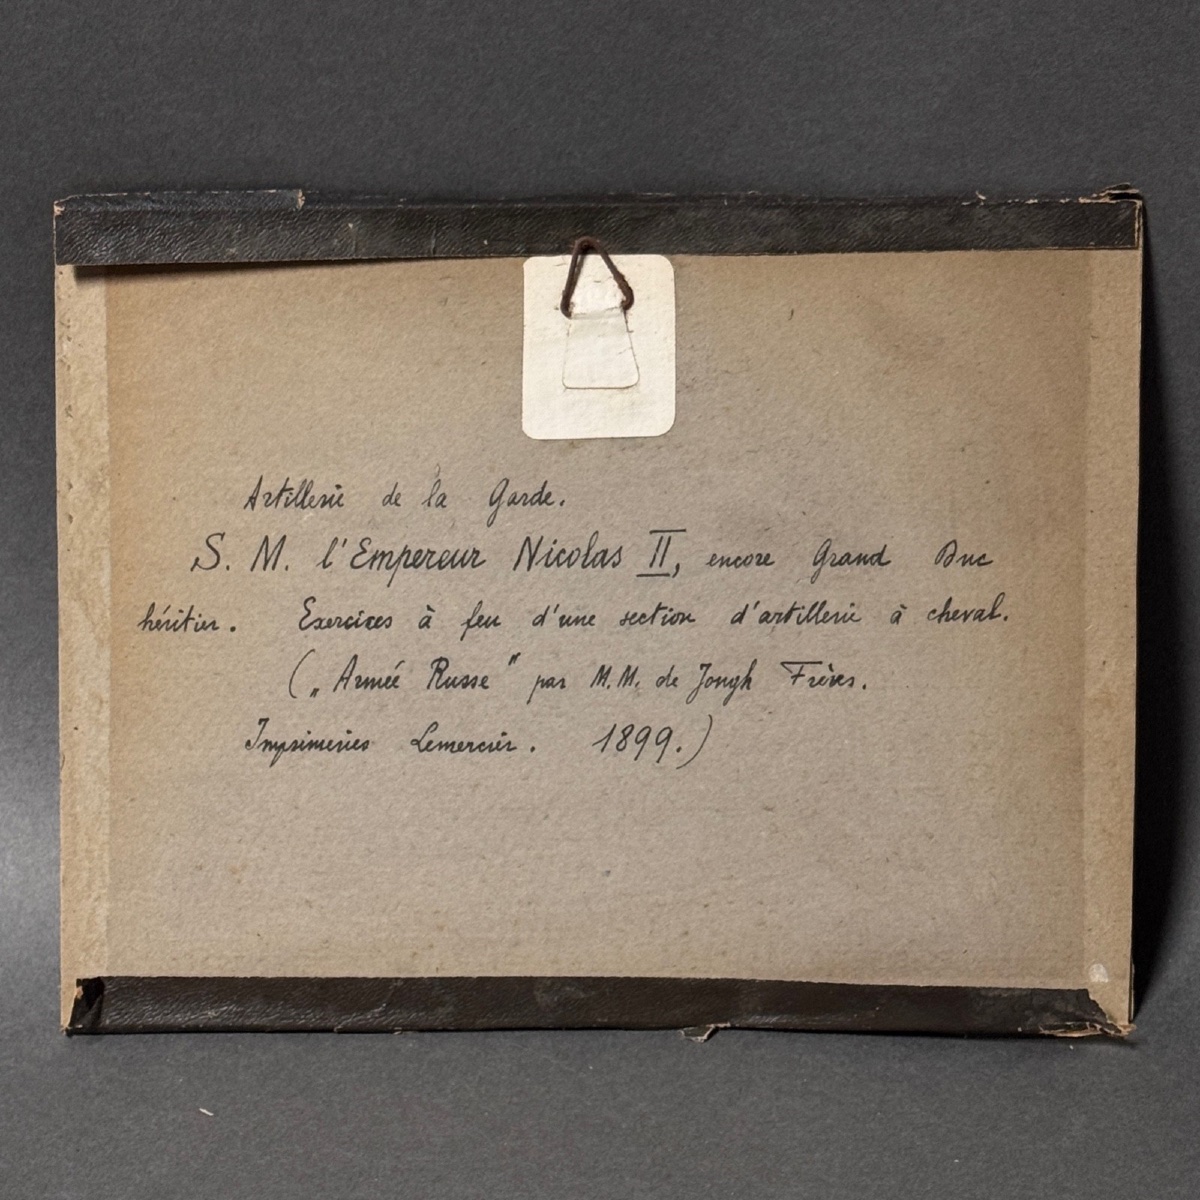 Artillerie de la Garde.
S. M. l'Empereur Nicolas II, encore Grand Duc
héritier. Exercices à feu d'une section d'artillerie à cheval.
(„Armée Russe" par M.M. de Jongh Frères.
Imprimeries Lemercier. 1899.)